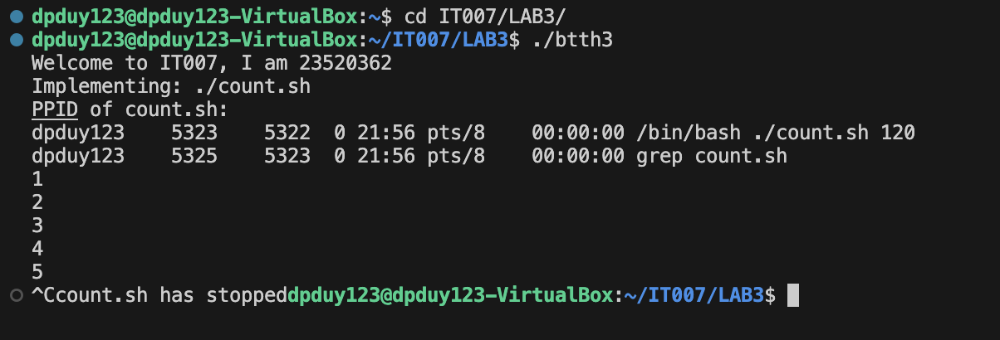 dpduy123@dpduy123-VirtualBox:~$ cd IT007/LAB3/
dpduy123@dpduy123-VirtualBox:~/IT007/LAB3$ ./btth3
Welcome to IT007, I am 23520362
Implementing: ./count.sh
PPID of count.sh:
dpduy123    5323    5322  0 21:56 pts/8    00:00:00 /bin/bash ./count.sh 120
dpduy123    5325    5323  0 21:56 pts/8    00:00:00 grep count.sh
1
2
3
4
5
^Ccount.sh has stoppeddpduy123@dpduy123-VirtualBox:~/IT007/LAB3$